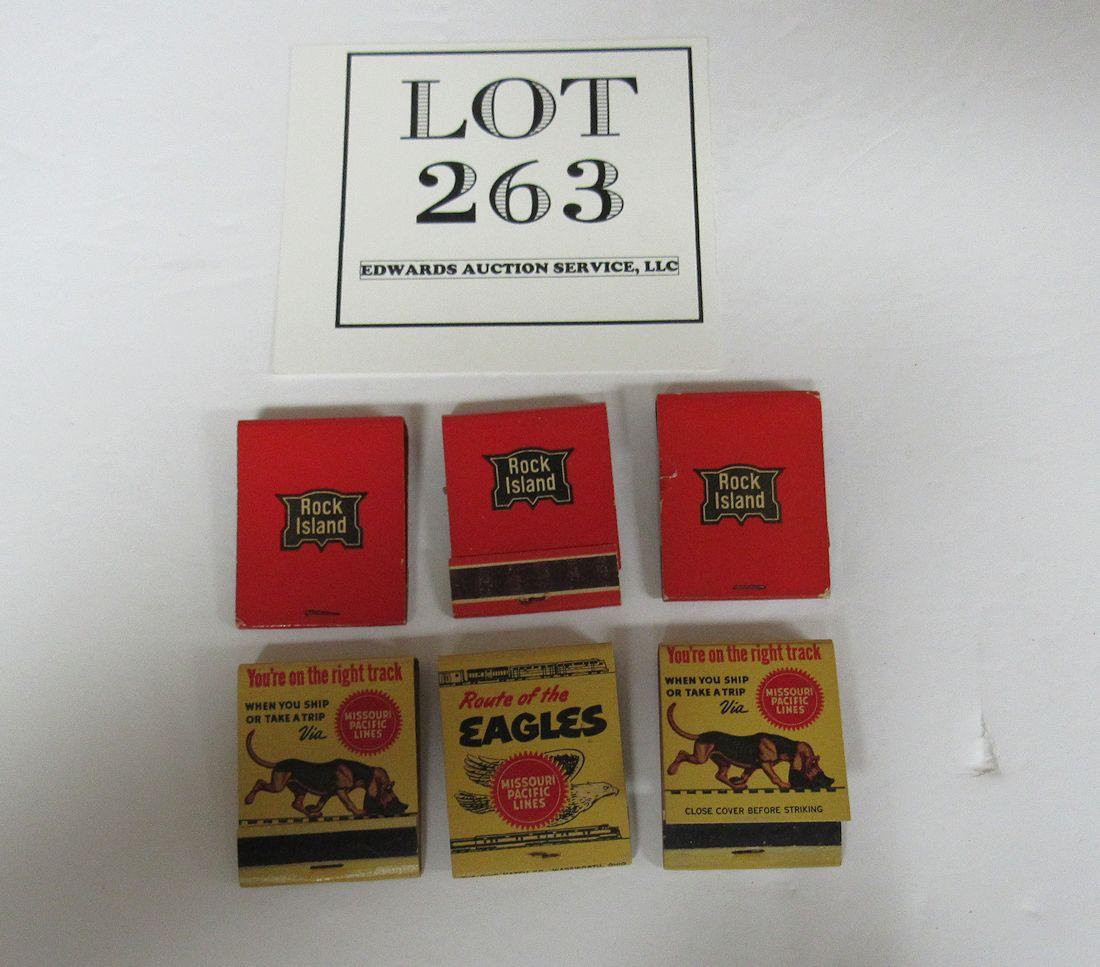 LOT
263
EDWARDS AUCTION SERVICE, LLC
Rock
Island
Rock
Island
Rock
Island
You're on the right track
WHEN YOU SHIP
OR TAKE A TRIP
Via
MISSOURI
PACIFIC
LINES
Route of the
EAGLES
MISSOURI
PACIFIC
LINES
You're on the right track
WHEN YOU SHIP
OR TAKE A TRIP
Via
MISSOURI
PACIFIC
LINES
CLOSE COVER BEFORE STRIKING